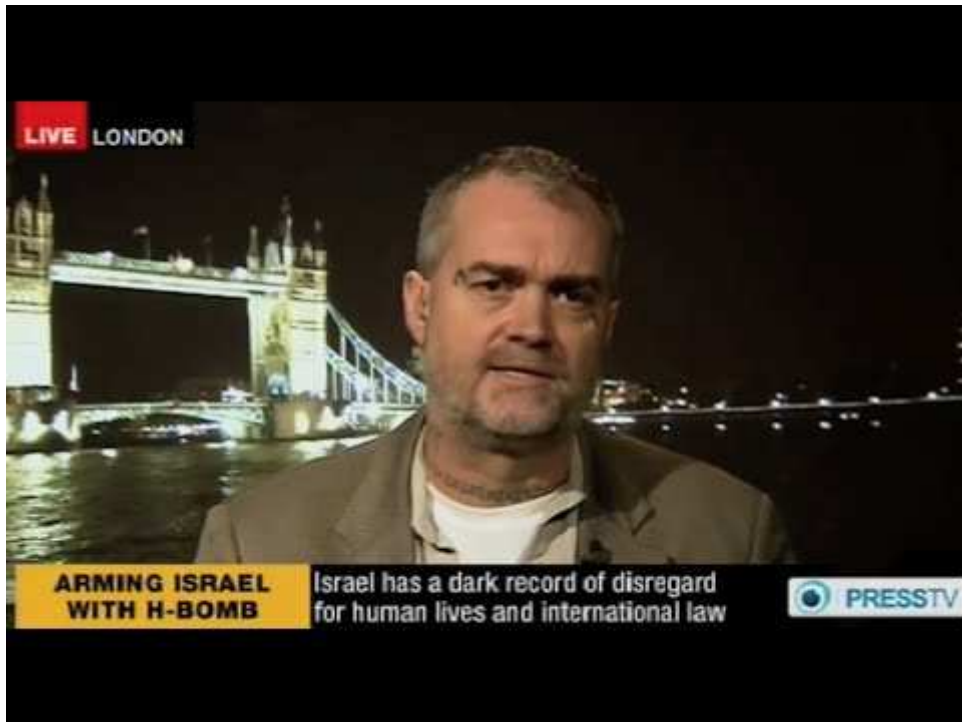 LIVE LONDON
ARMING ISRAEL
WITH H-BOMB
Israel has a dark record of disregard
for human lives and international law
PRESSTV